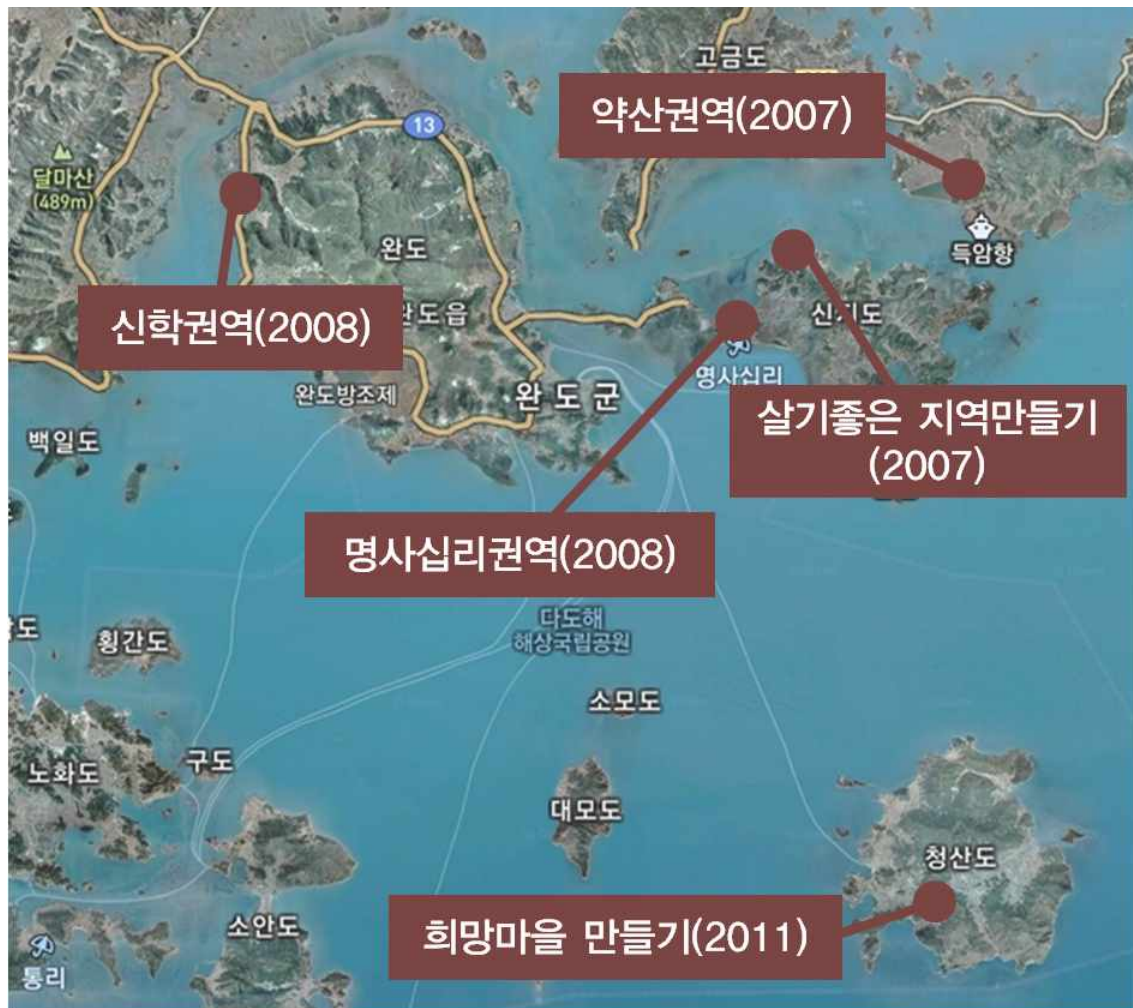 고금도
약산권역(2007)
13
달마산
(489m)
완도
득암항
신학권역(2008)
완도읍
신지도
명사십리
완도방조제
완도군
살기좋은 지역만들기
(2007)
백일도
명사십리권역(2008)
다도해
해상국립공원
횡간도
소모도
구도
노화도
대모도
청산도
희망마을 만들기(2011)
소안도
통리